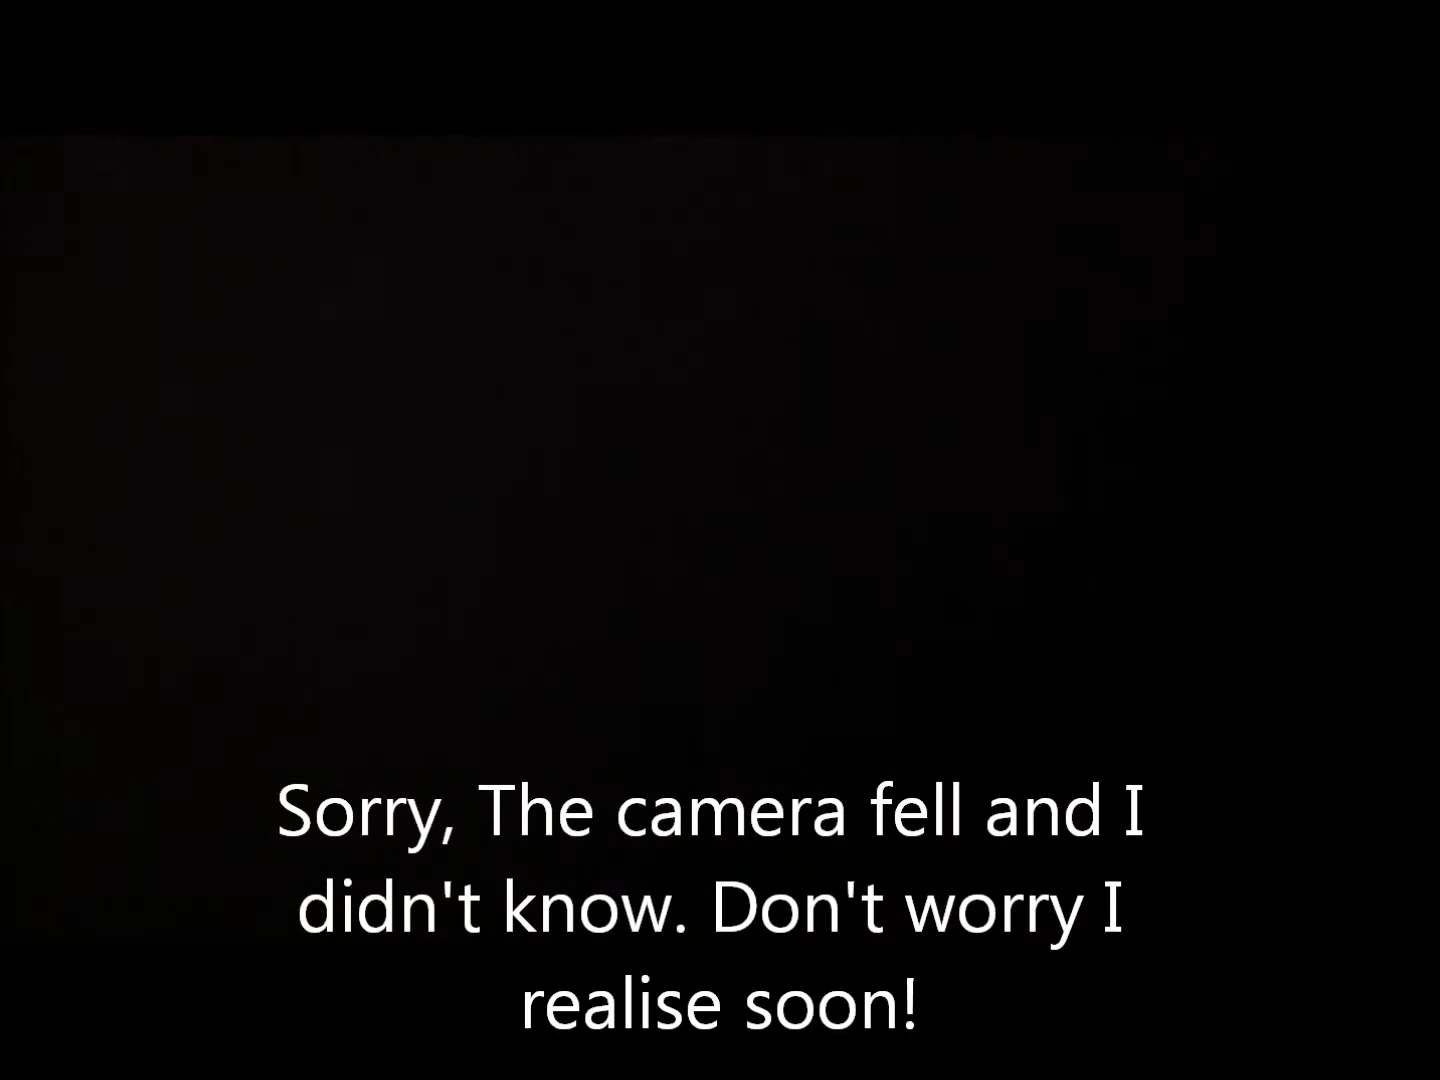 Sorry, The camera fell and I
didn't know. Don't worry I
realise soon!